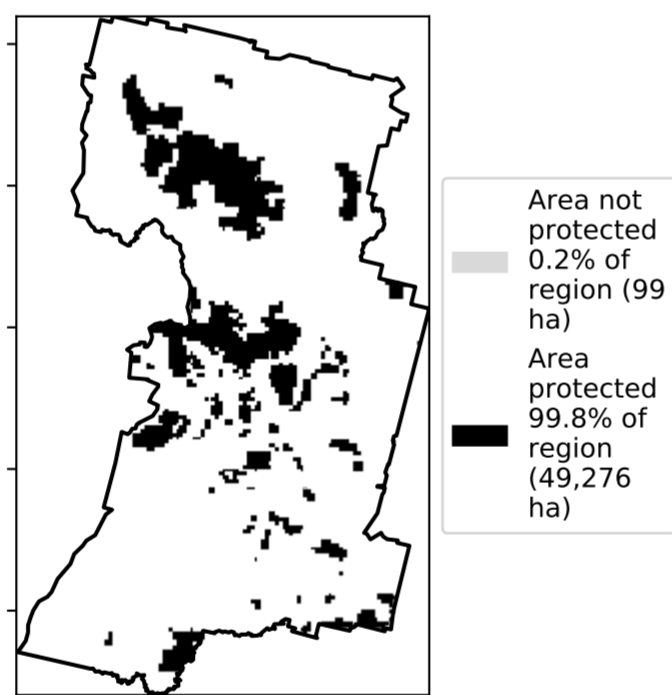 Area not
protected
0.2% of
region (99
ha)
Area
protected
99.8% of
region
(49,276
ha)